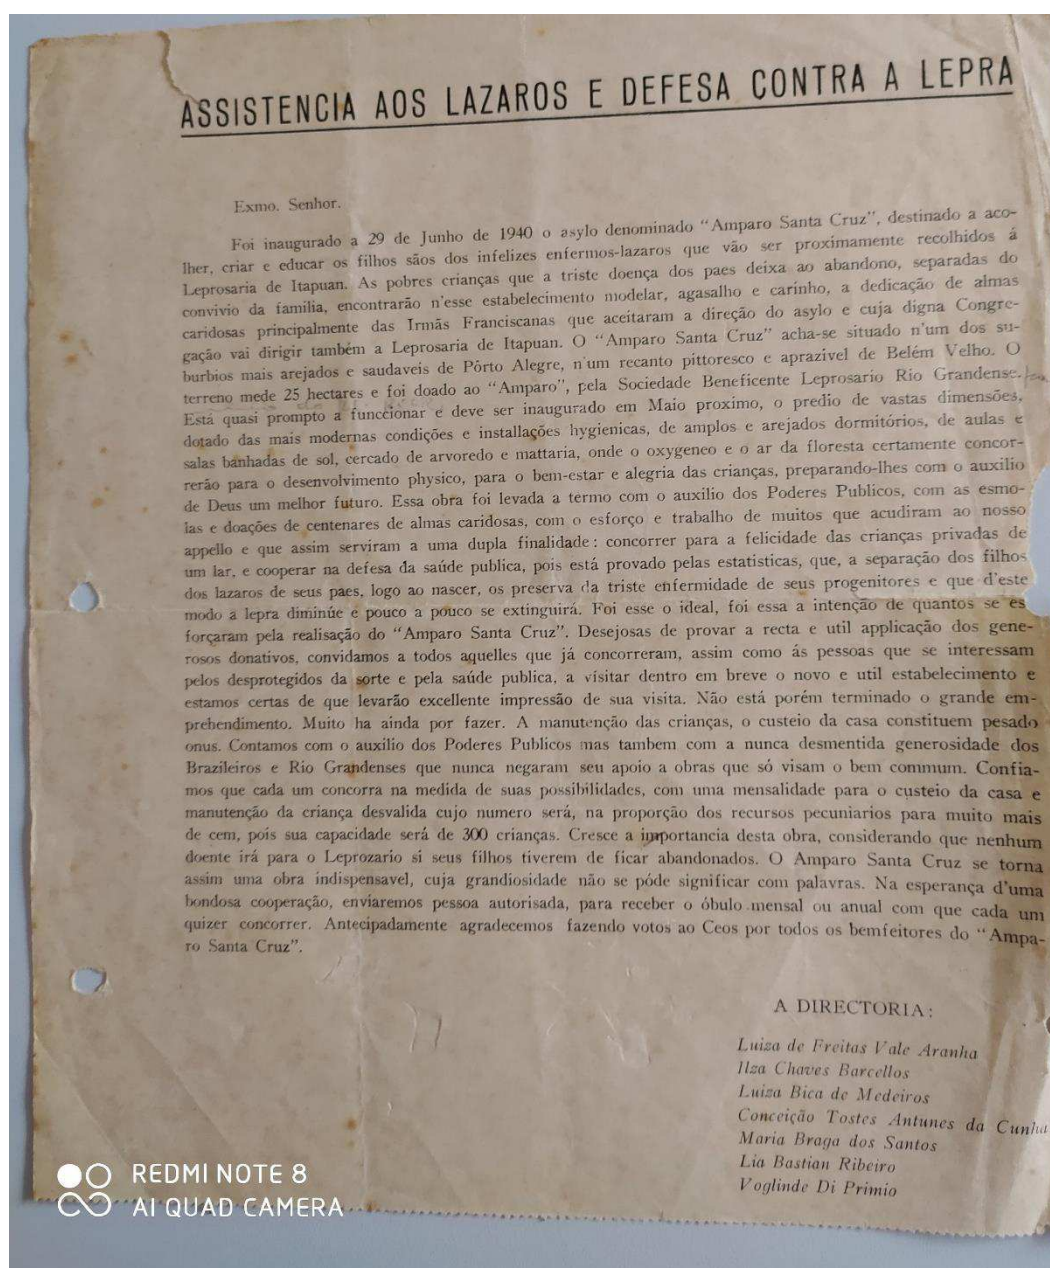 ASSISTENCIA AOS LAZAROS E DEFESA CONTRA A LEPRA
Exmo. Senhor.
Foi inaugurado a 29 de Junho de 1940 o asylo denominado "Amparo Santa Cruz", destinado a aco-
lher, criar e educar os filhos sãos dos infelizes enfermos-lazaros que vão ser proximamente recolhidos á
Leprosaria de Itapuan. As pobres crianças que a triste doença dos paes deixa ao abandono, separadas do
convivio da familia, encontrarão n'esse estabelecimento modelar, agasalho e carinho, a dedicação de almas
caridosas principalmente das Irmãs Franciscanas que aceitaram a direção do asylo e cuja digna Congre-
gação vai dirigir também a Leprosaria de Itapuan. O "Amparo Santa Cruz" acha-se situado n'um dos su-
burbios mais arejados e saudaveis de Pôrto Alegre, n'um recanto pittoresco e aprazivel de Belém Velho. O
terreno mede 25 hectares e foi doado ao "Amparo", pela Sociedade Beneficente Leprosario Rio Grandense.
Está quasi prompto a funccionar e deve ser inaugurado em Maio proximo, o predio de vastas dimensões,
dotado das mais modernas condições e installações hygienicas, de amplos e arejados dormitórios, de aulas e
salas banhadas de sol, cercado de arvoredo e mattaria, onde o oxygeneo e o ar da floresta certamente concor-
rerão para o desenvolvimento physico, para o bem-estar e alegria das crianças, preparando-lhes com o auxilio
de Deus um melhor futuro. Essa obra foi levada a termo com o auxilio dos Poderes Publicos, com as esmo-
las e doações de centenares de almas caridosas, com o esforço e trabalho de muitos que acudiram ao nosso
appello e que assim serviram a uma dupla finalidade: concorrer para a felicidade das crianças privadas de
um lar, e cooperar na defesa da saúde publica, pois está provado pelas estatisticas, que, a separação dos filhos
dos lazaros de seus paes, logo ao nascer, os preserva da triste enfermidade de seus progenitores e que d'este
modo a lepra diminúe e pouco a pouco se extinguirá. Foi esse o ideal, foi essa a intenção de quantos se es
forçaram pela realisação do "Amparo Santa Cruz". Desejosas de provar a recta e util applicação dos gene-
rosos donativos, convidamos a todos aquelles que já concorreram, assim como ás pessoas que se interessam
pelos desprotegidos da sorte e pela saúde publica, a visitar dentro em breve o novo e util estabelecimento e
estamos certas de que levarão excellente impressão de sua visita. Não está porém terminado o grande em-
prehendimento. Muito ha ainda por fazer. A manutenção das crianças, o custeio da casa constituem pesado
onus. Contamos com o auxilio dos Poderes Publicos mas tambem com a nunca desmentida generosidade dos
Brazileiros e Rio Grandenses que nunca negaram seu apoio a obras que só visam o bem commum. Confia-
mos que cada um concorra na medida de suas possibilidades, com uma mensalidade para o custeio da casa e
manutenção da criança desvalida cujo numero será, na proporção dos recursos pecuniarios para muito mais
de cem, pois sua capacidade será de 300 crianças. Cresce a importancia desta obra, considerando que nenhum
doente irá para o Leprozario si seus filhos tiverem de ficar abandonados. O Amparo Santa Cruz se torna
assim uma obra indispensavel, cuja grandiosidade não se póde significar com palavras. Na esperança d'uma
bondosa cooperação, enviaremos pessoa autorisada, para receber o óbulo mensal ou anual com que cada um
quizer concorrer. Antecipadamente agradecemos fazendo votos ao Ceos por todos os bemfeitores do "Ampa-
ro Santa Cruz".
A DIRECTORIA:
Luiza de Freitas Vale Aranha
Ilza Chaves Barcellos
Luiza Bica de Medeiros
Conceição Tostes Antunes da Cunha
Maria Braga dos Santos
Lia Bastian Ribeiro
Voglinde Di Primio
REDMI NOTE 8
AI QUAD CAMERA